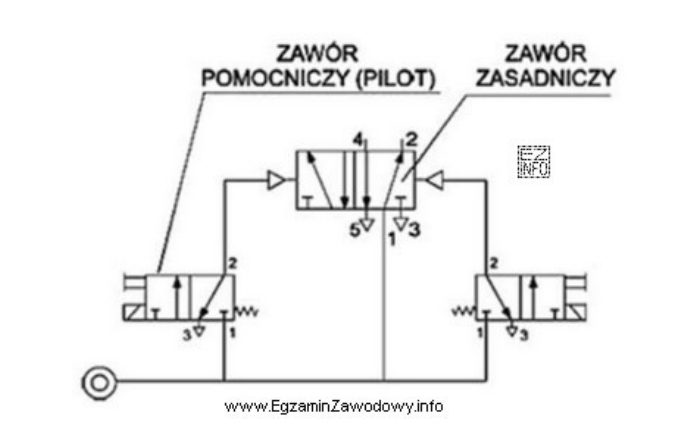 ZAWÓR
POMOCNICZY (PILOT)
ZAWÓR
ZASADNICZY
EZ
INFO
4 2
5 1 3
2
3 1
2
1 3
www.EgzaminZawodowy.info